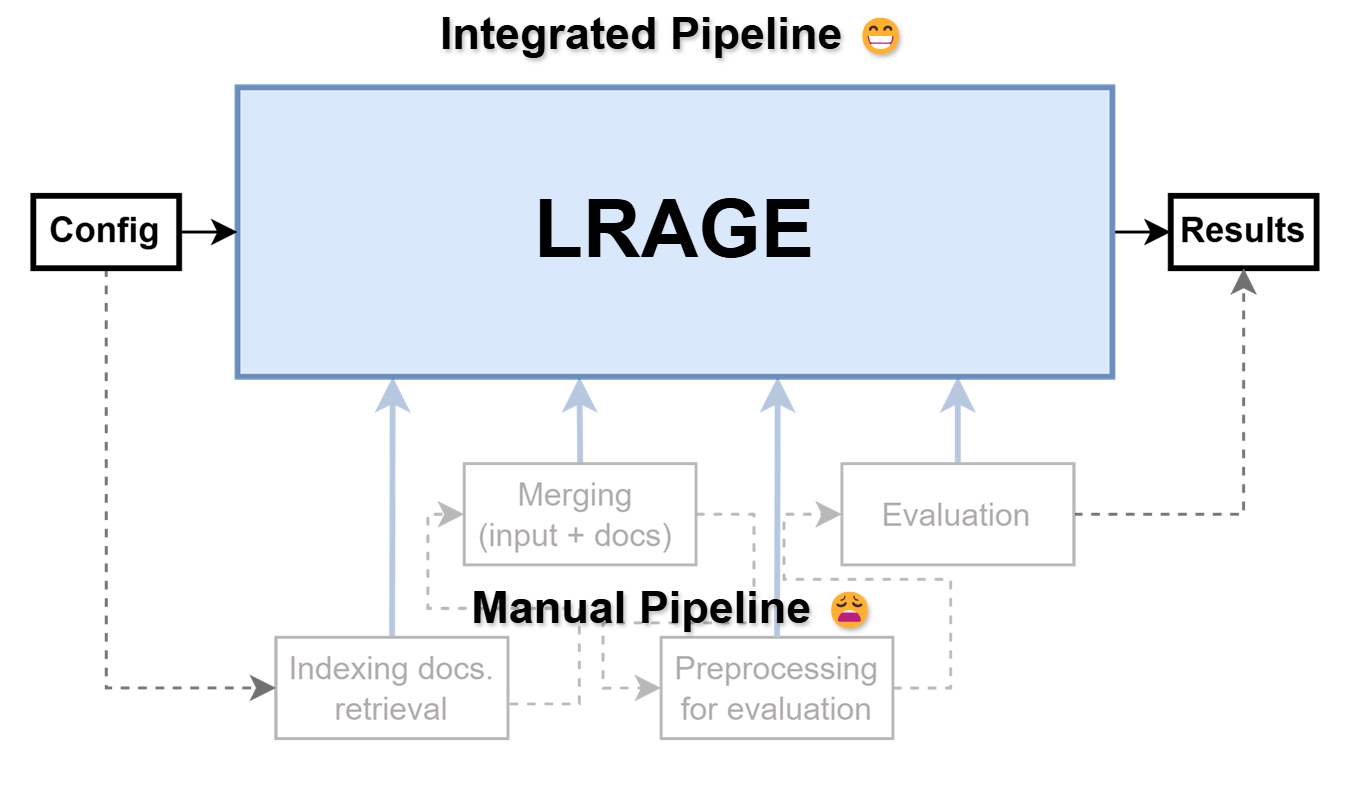 Integrated Pipeline 😁
LRAGE
Config
Results
Merging
(input + docs)
Evaluation
Manual Pipeline 😩
Indexing docs.
retrieval
Preprocessing
for evaluation